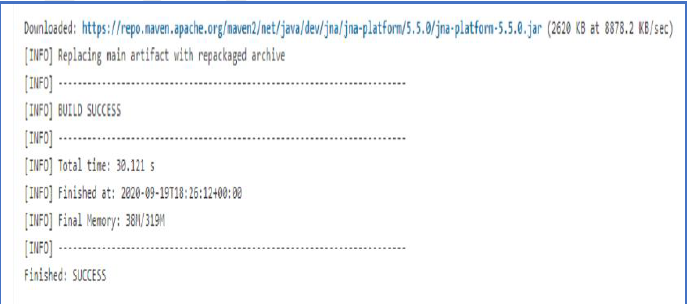 Downloaded: https://repo.maven.apache.org/maven2/net/java/dev/jna/jna-platform/5.5.0/jna-platform-5.5.0.jar (2620 KB at 8878.2 KB/sec)
[INFO] Replacing main artifact with repackaged archive
[INFO] ------------------------------------------------------------------------
[INFO] BUILD SUCCESS
[INFO] ------------------------------------------------------------------------
[INFO] Total time: 30.121 s
[INFO] Finished at: 2020-09-19T18:26:12+00:00
[INFO] Final Memory: 38M/319M
[INFO] ------------------------------------------------------------------------
Finished: SUCCESS